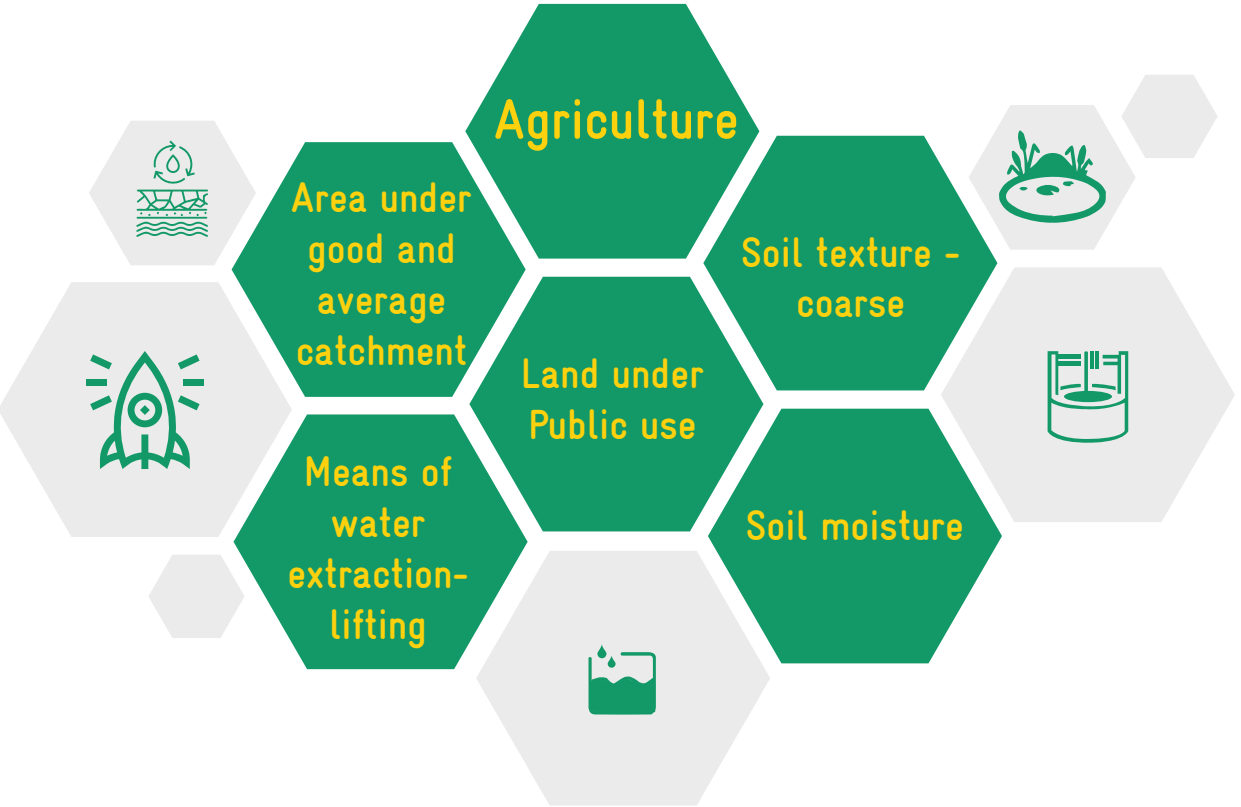 Agriculture
Area under
good and
average
catchment
Soil texture -
coarse
Land under
Public use
Means of
water
extraction-
lifting
Soil moisture